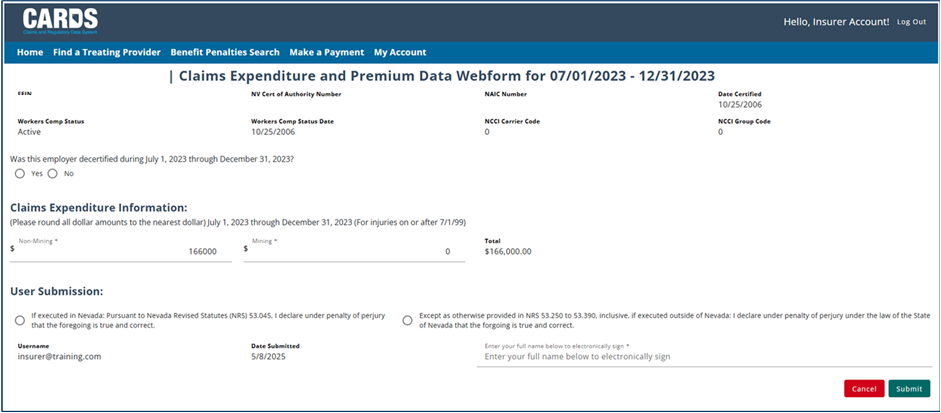 CARDS
Claims and Regulatory Data System
Hello, Insurer Account! Log Out
Home Find a Treating Provider Benefit Penalties Search Make a Payment My Account
| Claims Expenditure and Premium Data Webform for 07/01/2023 - 12/31/2023
FEIN NV Cert of Authority Number NAIC Number Date Certified
10/25/2006
Workers Comp Status Workers Comp Status Date NCCI Carrier Code NCCI Group Code
Active 10/25/2006 0 0
Was this employer decertified during July 1, 2023 through December 31, 2023?
Yes No
Claims Expenditure Information:
(Please round all dollar amounts to the nearest dollar) July 1, 2023 through December 31, 2023 (For injuries on or after 7/1/99)
Non-Mining * Mining * Total
$ 166000 $ 0 $166,000.00
User Submission:
If executed in Nevada: Pursuant to Nevada Revised Statutes (NRS) 53.045, I declare under penalty of perjury
that the foregoing is true and correct.
Except as otherwise provided in NRS 53.250 to 53.390, inclusive, if executed outside of Nevada: I declare under penalty of perjury under the law of the State
of Nevada that the forgoing is true and correct.
Username Date Submitted Enter your full name below to electronically sign *
insurer@training.com 5/8/2025 Enter your full name below to electronically sign
Cancel Submit